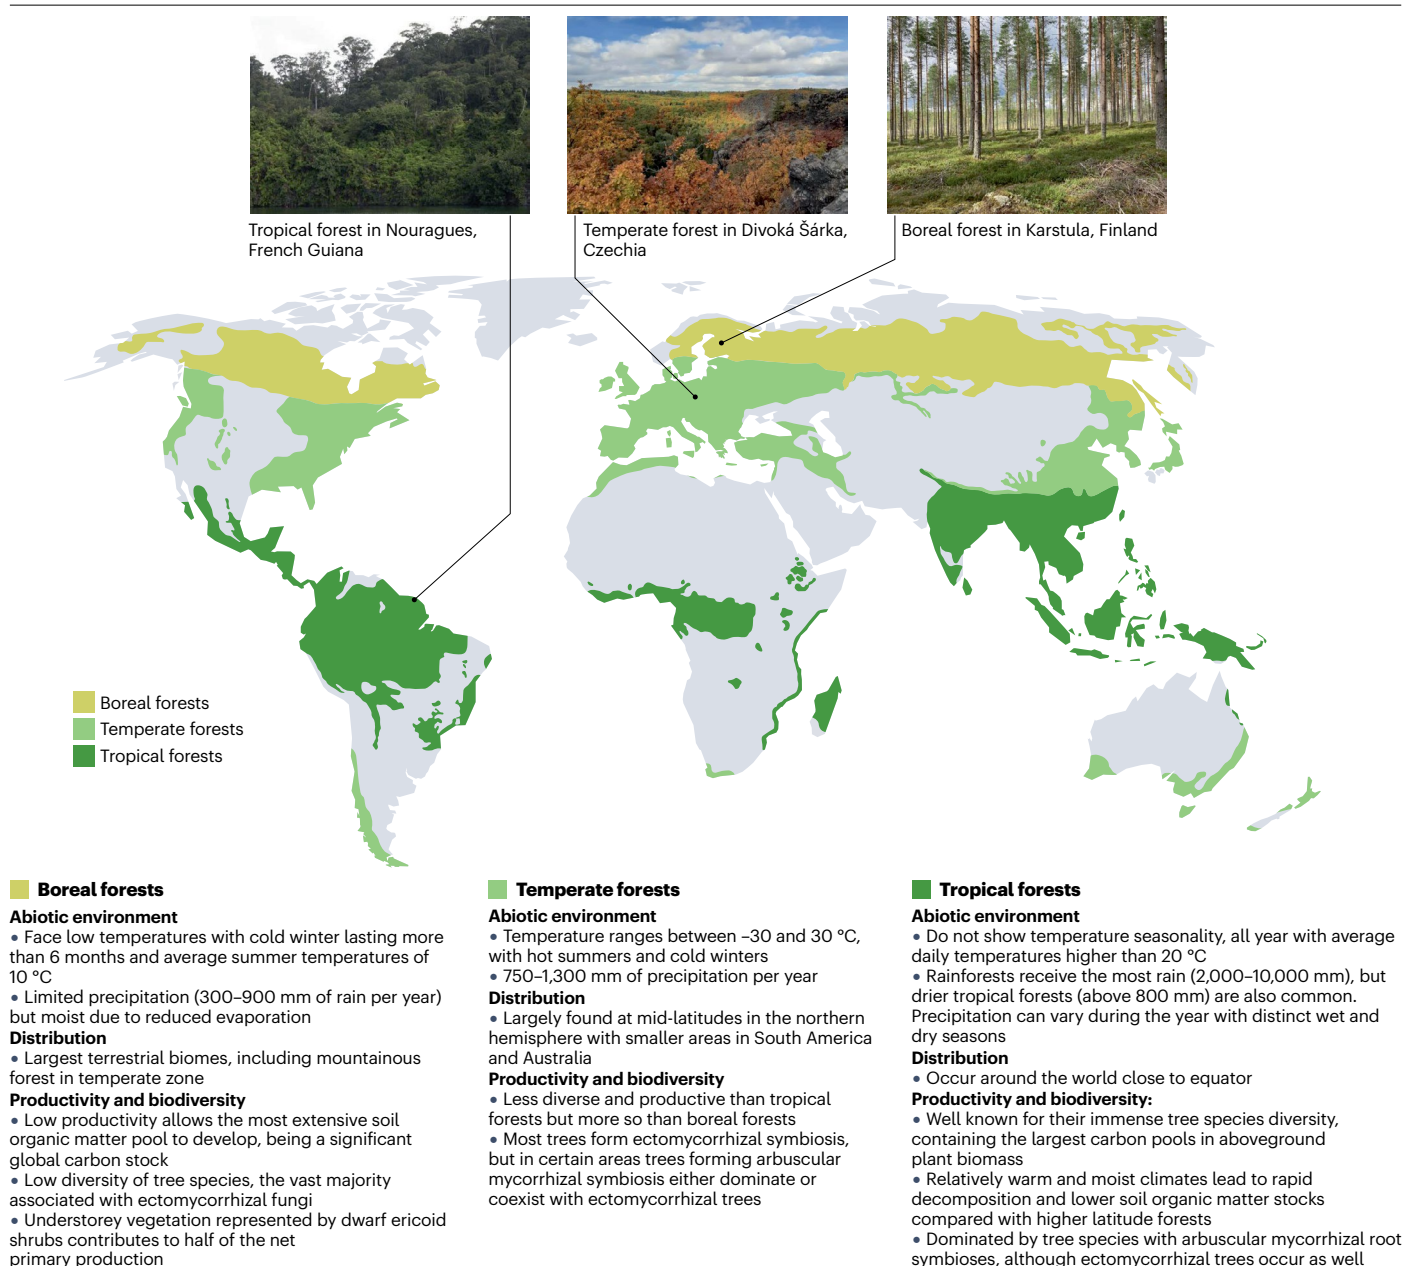 Tropical forest in Nouragues,
French Guiana
Temperate forest in Divoká Šárka,
Czechia
Boreal forest in Karstula, Finland
Boreal forests
Temperate forests
Tropical forests
Boreal forests
Abiotic environment
• Face low temperatures with cold winter lasting more
than 6 months and average summer temperatures of
10 °C
• Limited precipitation (300–900 mm of rain per year)
but moist due to reduced evaporation
Distribution
• Largest terrestrial biomes, including mountainous
forest in temperate zone
Productivity and biodiversity
• Low productivity allows the most extensive soil
organic matter pool to develop, being a significant
global carbon stock
• Low diversity of tree species, the vast majority
associated with ectomycorrhizal fungi
• Understorey vegetation represented by dwarf ericoid
shrubs contributes to half of the net
primary production
Temperate forests
Abiotic environment
• Temperature ranges between –30 and 30 °C,
with hot summers and cold winters
• 750–1,300 mm of precipitation per year
Distribution
• Largely found at mid-latitudes in the northern
hemisphere with smaller areas in South America
and Australia
Productivity and biodiversity
• Less diverse and productive than tropical
forests but more so than boreal forests
• Most trees form ectomycorrhizal symbiosis,
but in certain areas trees forming arbuscular
mycorrhizal symbiosis either dominate or
coexist with ectomycorrhizal trees
Tropical forests
Abiotic environment
• Do not show temperature seasonality, all year with average
daily temperatures higher than 20 °C
• Rainforests receive the most rain (2,000–10,000 mm), but
drier tropical forests (above 800 mm) are also common.
Precipitation can vary during the year with distinct wet and
dry seasons
Distribution
• Occur around the world close to equator
Productivity and biodiversity:
• Well known for their immense tree species diversity,
containing the largest carbon pools in aboveground
plant biomass
• Relatively warm and moist climates lead to rapid
decomposition and lower soil organic matter stocks
compared with higher latitude forests
• Dominated by tree species with arbuscular mycorrhizal root
symbioses, although ectomycorrhizal trees occur as well